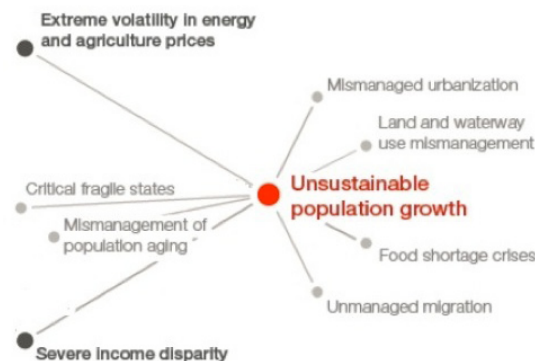 Extreme volatility in energy
and agriculture prices
Mismanaged urbanization
Land and waterway
use mismanagement
Critical fragile states
Unsustainable
population growth
Mismanagement of
population aging
Food shortage crises
Unmanaged migration
Severe income disparity